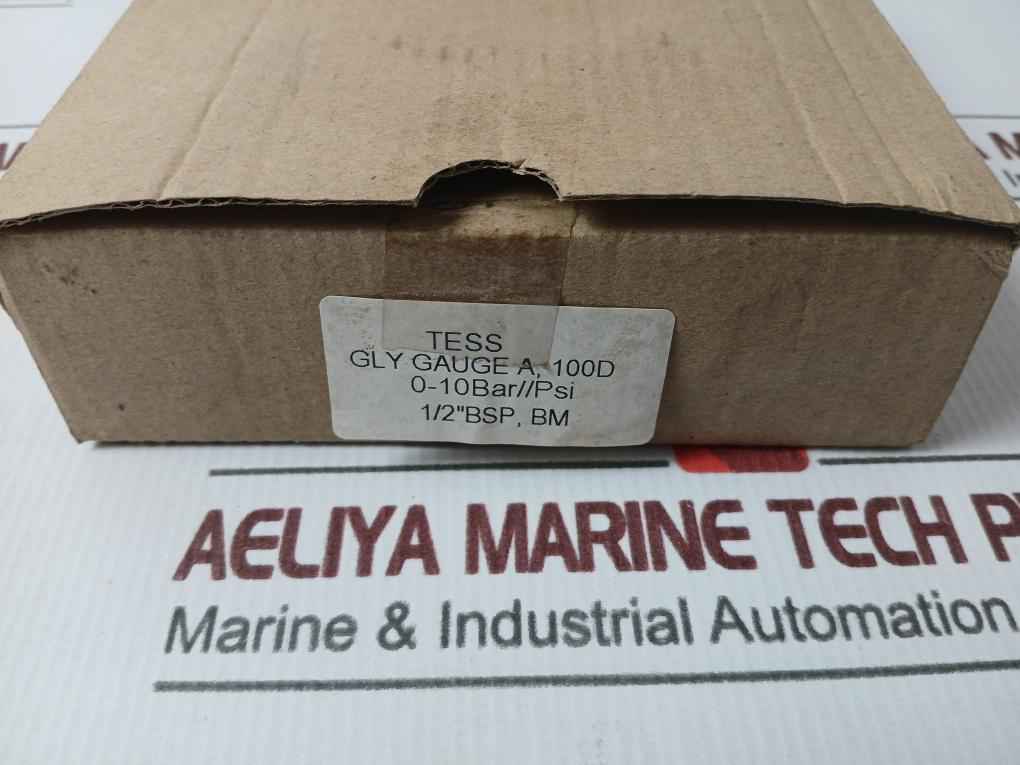 TESS
GLY GAUGE A, 100D
0-10Bar//Psi
1/2"BSP, BM
AELIYA MARINE TECH
Marine & Industrial Automation